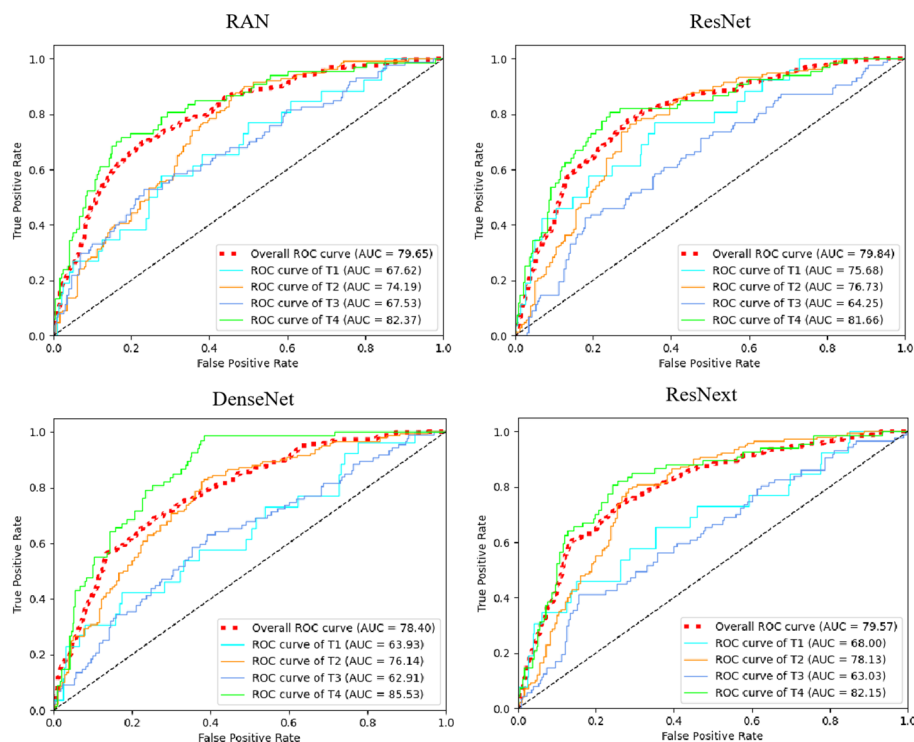 RAN
1.0
0.8
0.6
0.4
0.2
0.0
True Positive Rate
Overall ROC curve (AUC = 79.65)
ROC curve of T1 (AUC = 67.62)
ROC curve of T2 (AUC = 74.19)
ROC curve of T3 (AUC = 67.53)
ROC curve of T4 (AUC = 82.37)
0.0 0.2 0.4 0.6 0.8 1.0
False Positive Rate
ResNet
1.0
0.8
0.6
0.4
0.2
0.0
True Positive Rate
Overall ROC curve (AUC = 79.84)
ROC curve of T1 (AUC = 75.68)
ROC curve of T2 (AUC = 76.73)
ROC curve of T3 (AUC = 64.25)
ROC curve of T4 (AUC = 81.66)
0.0 0.2 0.4 0.6 0.8 1.0
False Positive Rate
DenseNet
1.0
0.8
0.6
0.4
0.2
0.0
True Positive Rate
Overall ROC curve (AUC = 78.40)
ROC curve of T1 (AUC = 63.93)
ROC curve of T2 (AUC = 76.14)
ROC curve of T3 (AUC = 62.91)
ROC curve of T4 (AUC = 85.53)
0.0 0.2 0.4 0.6 0.8 1.0
False Positive Rate
ResNext
1.0
0.8
0.6
0.4
0.2
0.0
True Positive Rate
Overall ROC curve (AUC = 79.57)
ROC curve of T1 (AUC = 68.00)
ROC curve of T2 (AUC = 78.13)
ROC curve of T3 (AUC = 63.03)
ROC curve of T4 (AUC = 82.15)
0.0 0.2 0.4 0.6 0.8 1.0
False Positive Rate